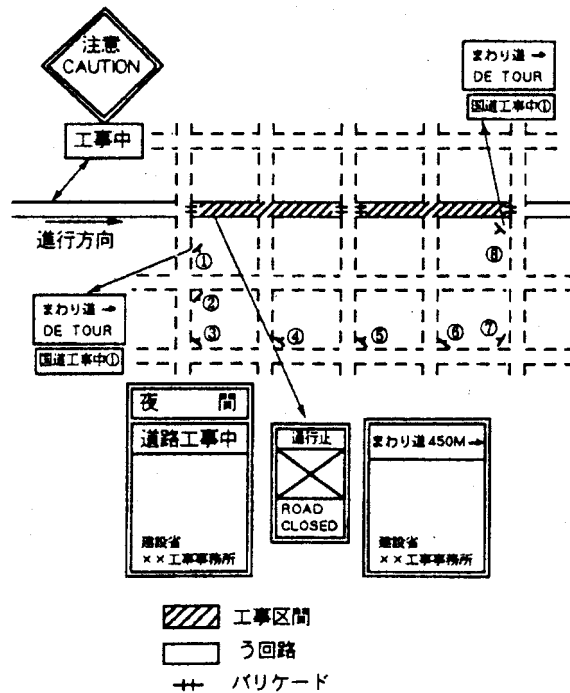 注意
CAUTION
工事中
まわり道 →
DE TOUR
国道工事中①
進行方向
①
②
③
④
⑤
⑥
⑦
⑧
まわり道 →
DE TOUR
国道工事中①
夜 間
道路工事中
建設省
××工事事務所
通行止
ROAD
CLOSED
まわり道 450M→
建設省
××工事事務所
工事区間
う回路
バリケード